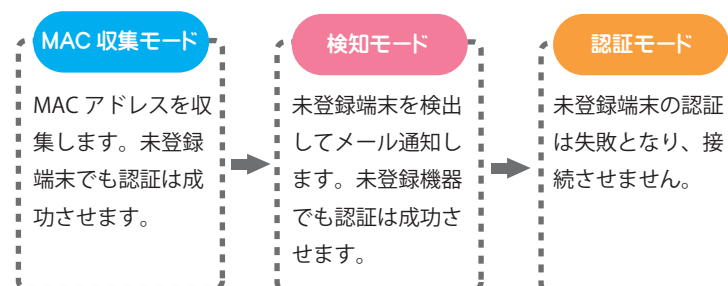 MAC 収集モード
MAC アドレスを収
集します。未登録
端末でも認証は成
功させます。
検知モード
未登録端末を検出
してメール通知し
ます。未登録機器
でも認証は成功さ
せます。
認証モード
未登録端末の認証
は失敗となり、接
続させません。